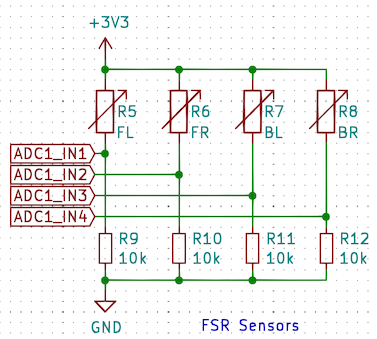 +3V3
R5 R6 R7 R8
FL FR BL BR
ADC1_IN1
ADC1_IN2
ADC1_IN3
ADC1_IN4
R9 R10 R11 R12
10k 10k 10k 10k
GND
FSR Sensors